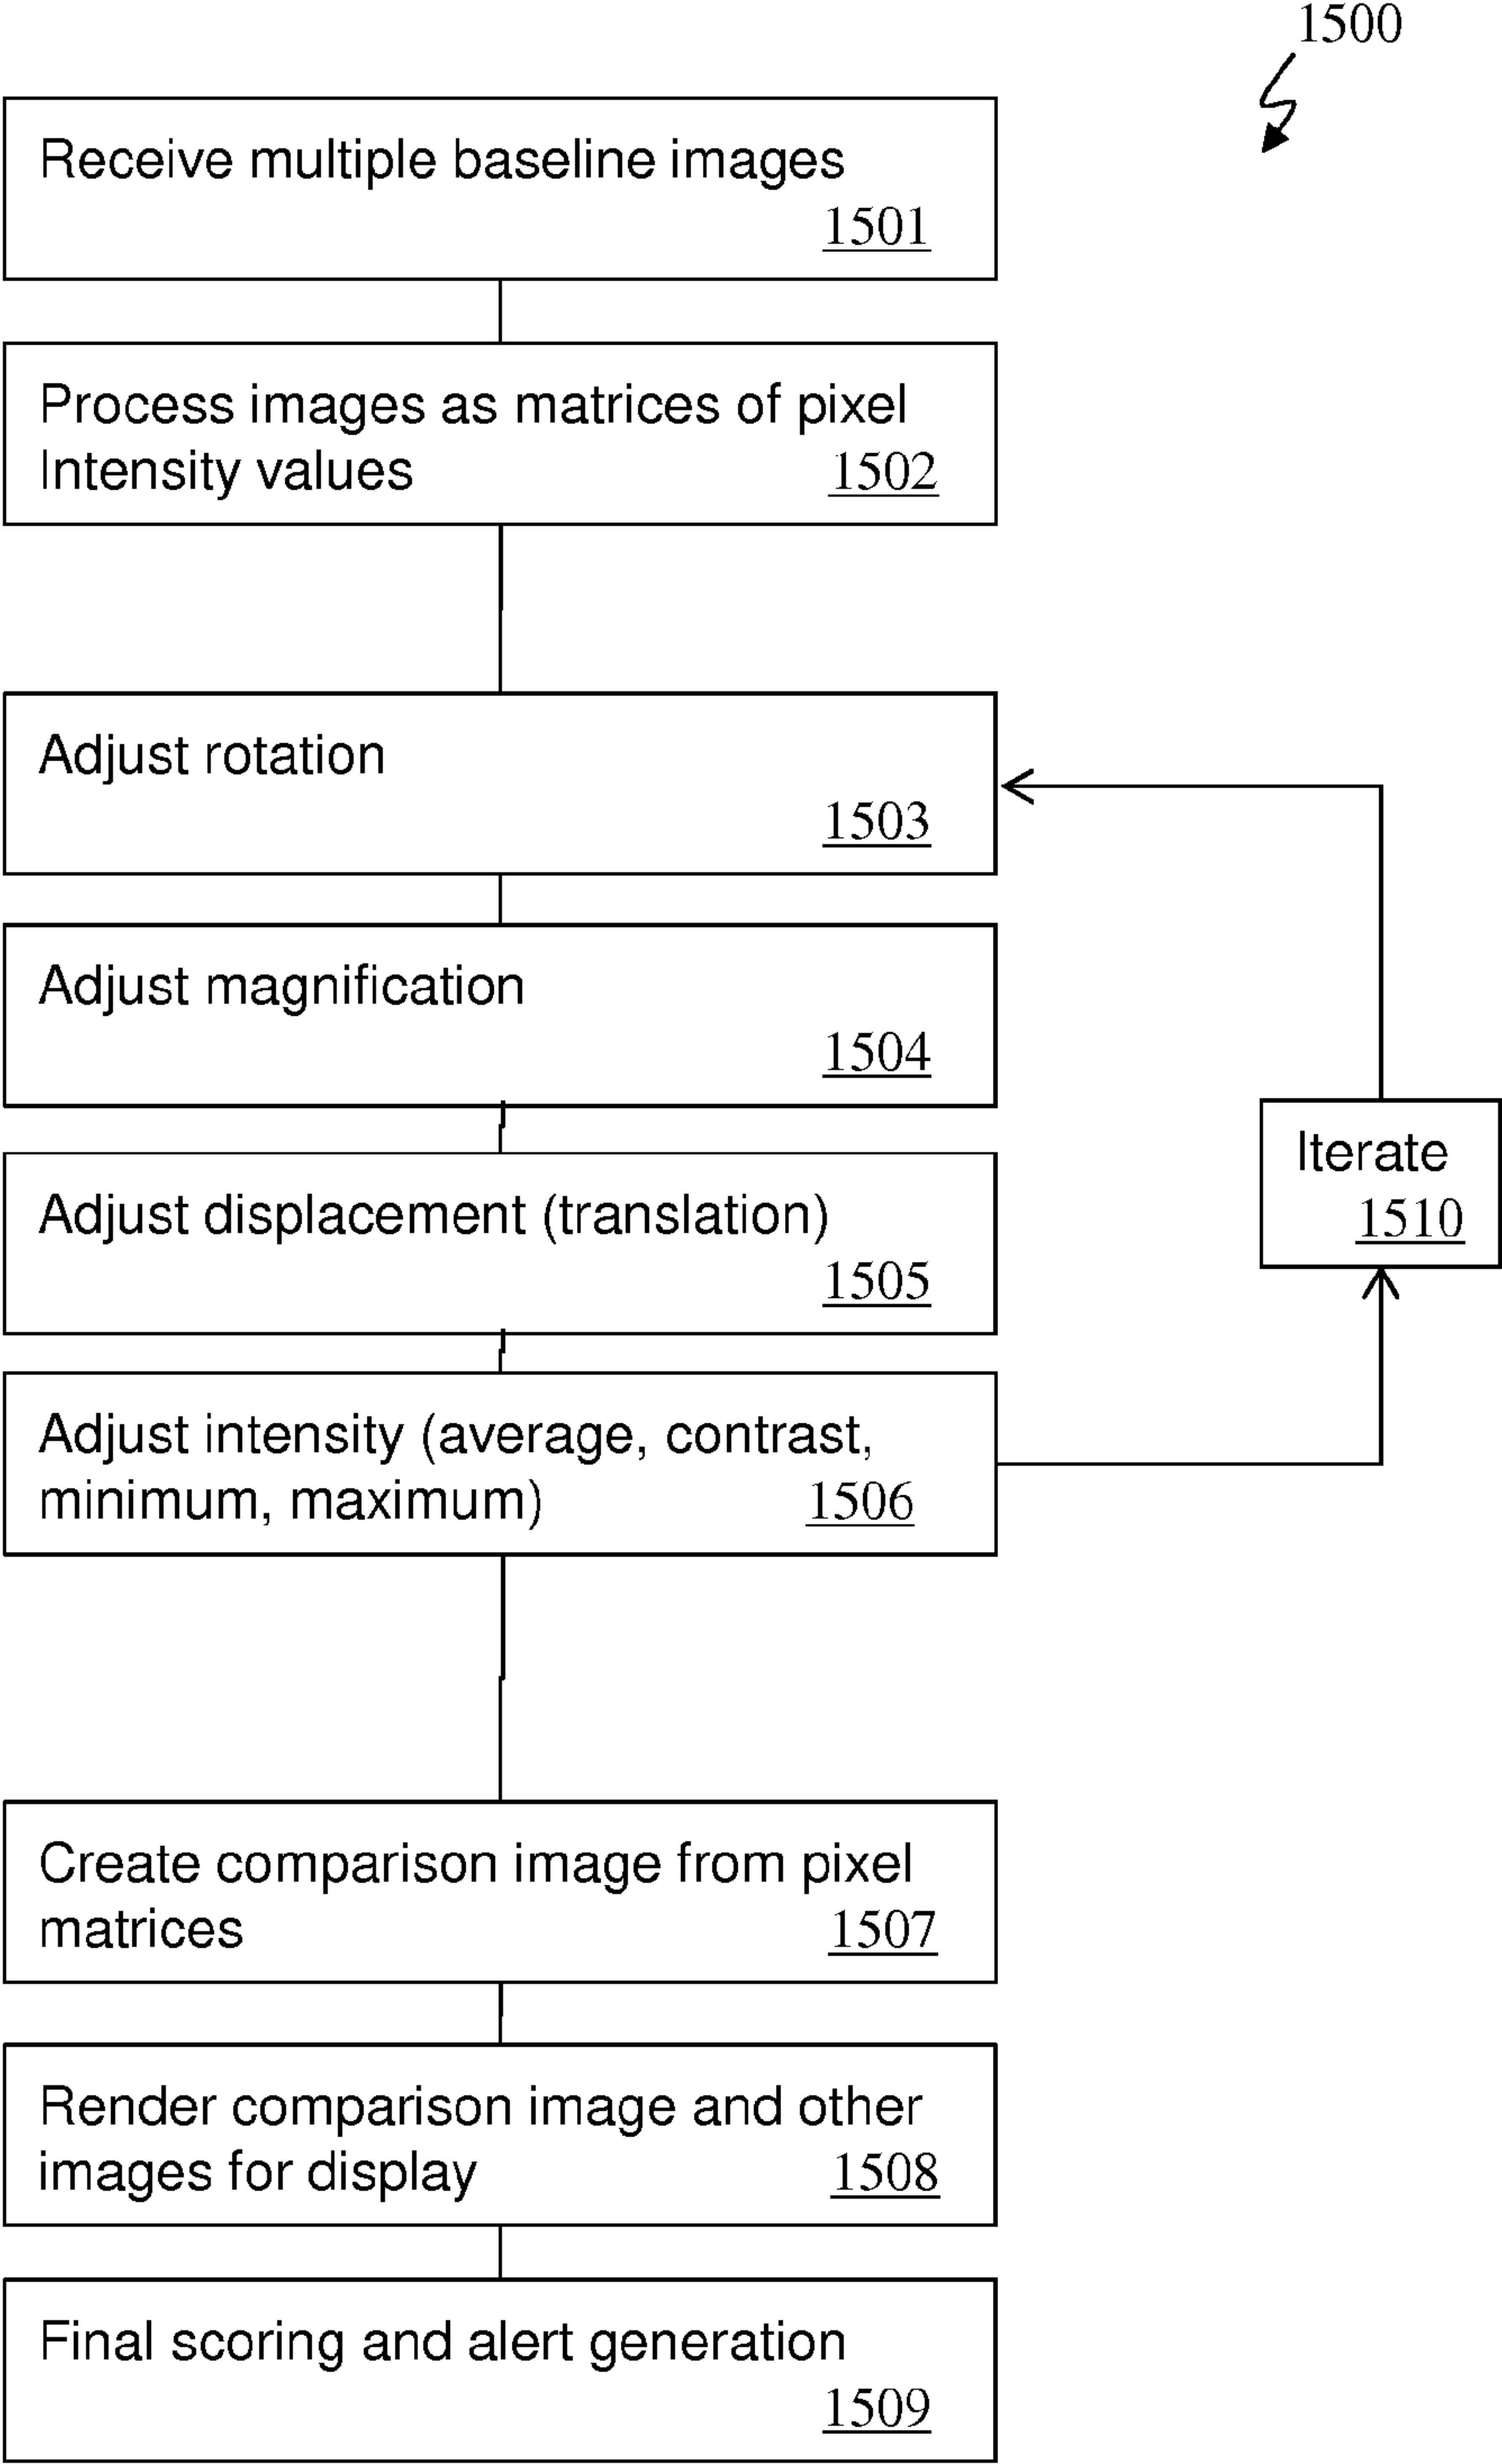 1500
Receive multiple baseline images
1501
Process images as matrices of pixel
Intensity values 1502
Adjust rotation
1503
Adjust magnification
1504
Adjust displacement (translation)
1505
Iterate
1510
Adjust intensity (average, contrast,
minimum, maximum) 1506
Create comparison image from pixel
matrices 1507
Render comparison image and other
images for display 1508
Final scoring and alert generation
1509